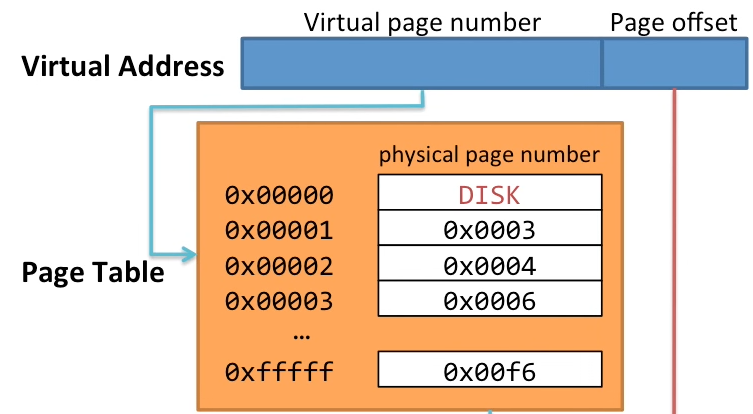 Virtual page number Page offset
Virtual Address
physical page number
0x00000 DISK
0x00001 0x0003
0x00002 0x0004
Page Table
0x00003 0x0006
…
0xfffff 0x00f6